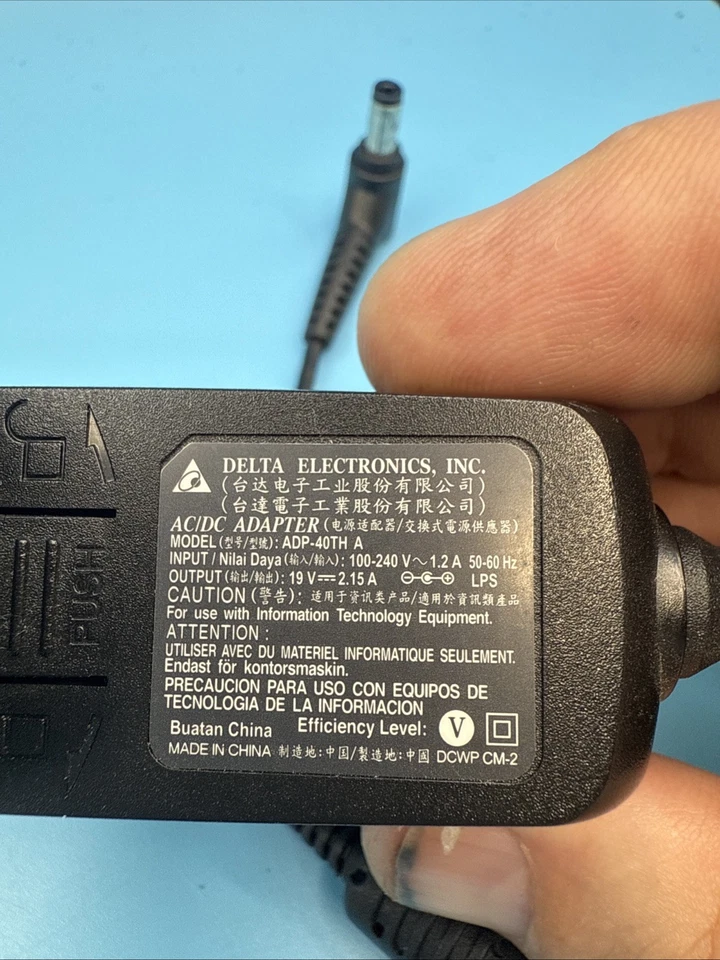 DELTA ELECTRONICS, INC.
(台达电子工业股份有限公司)
(台達電子工業股份有限公司)
AC/DC ADAPTER (电源适配器/交換式電源供應器)
MODEL (型号/型號): ADP-40TH A
INPUT / Nilai Daya (输入/輸入): 100-240 V~1.2 A 50-60 Hz
OUTPUT (输出/輸出): 19 V⎓2.15 A LPS
CAUTION (警告): 适用于资讯类产品/適用於資訊類產品
For use with Information Technology Equipment.
ATTENTION :
UTILISER AVEC DU MATERIEL INFORMATIQUE SEULEMENT.
Endast för kontorsmaskin.
PRECAUCION PARA USO CON EQUIPOS DE
TECNOLOGIA DE LA INFORMACION
Buatan China Efficiency Level: V
MADE IN CHINA 制造地:中国/製造地:中國 DCWP CM-2
PUSH